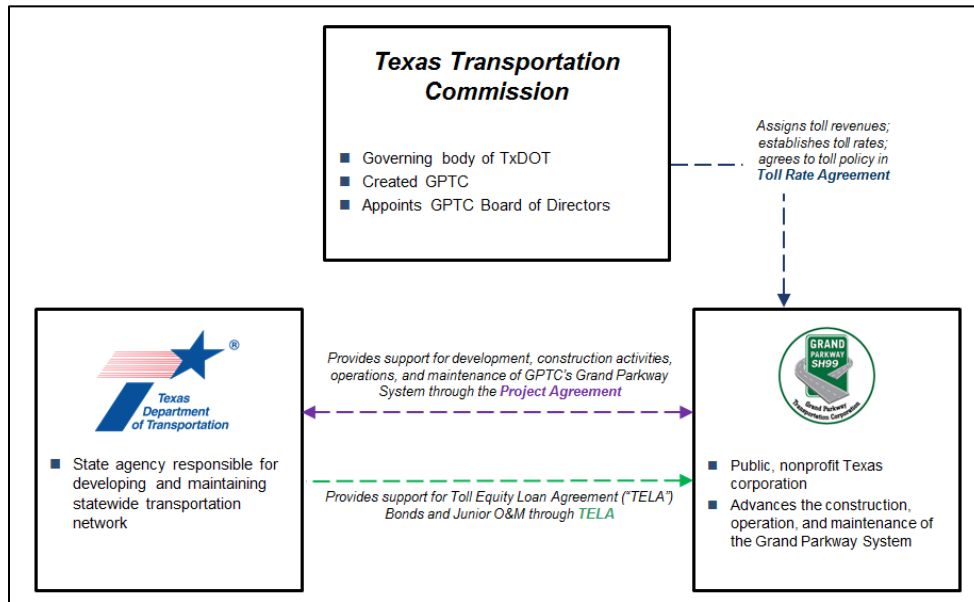 Texas Transportation
Commission
■ Governing body of TxDOT
■ Created GPTC
■ Appoints GPTC Board of Directors
Assigns toll revenues;
establishes toll rates;
agrees to toll policy in
Toll Rate Agreement
®
Texas
Department
of Transportation
■ State agency responsible for
developing and maintaining
statewide transportation
network
Provides support for development, construction activities,
operations, and maintenance of GPTC's Grand Parkway
System through the Project Agreement
Provides support for Toll Equity Loan Agreement ("TELA")
Bonds and Junior O&M through TELA
GRAND
PARKWAY
SH99
Grand Parkway
Transportation Corporation
■ Public, nonprofit Texas
corporation
■ Advances the construction,
operation, and maintenance of
the Grand Parkway System